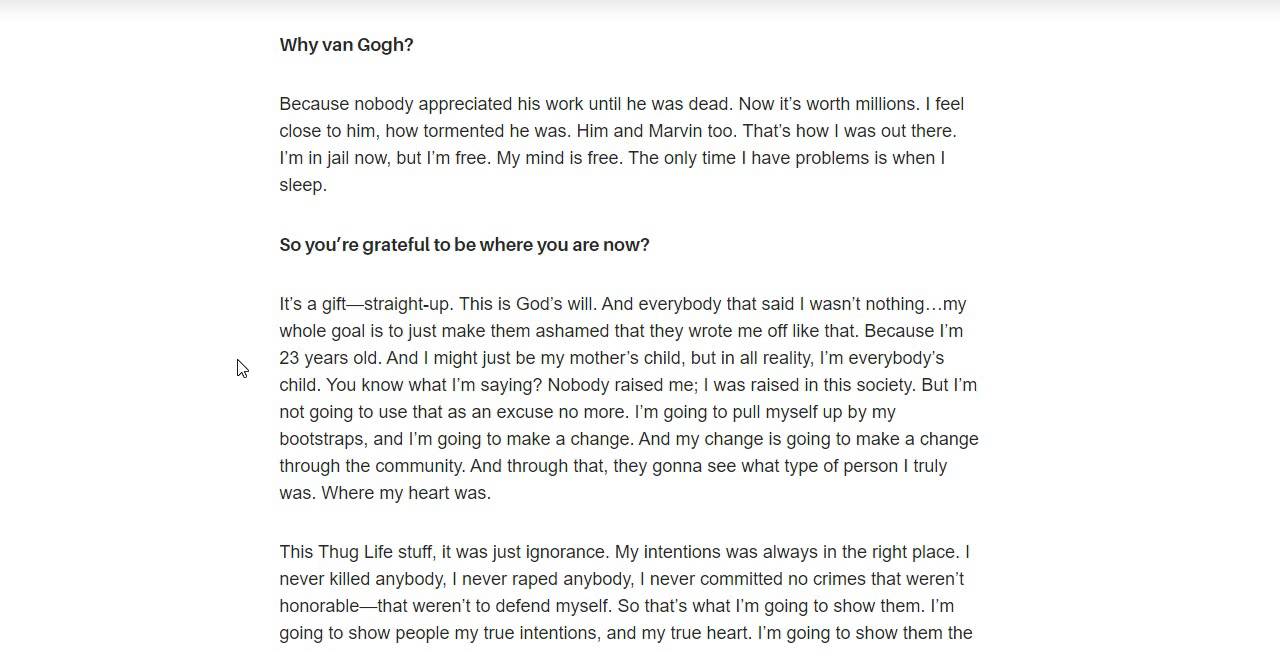 Why van Gogh?
Because nobody appreciated his work until he was dead. Now it’s worth millions. I feel
close to him, how tormented he was. Him and Marvin too. That’s how I was out there.
I’m in jail now, but I’m free. My mind is free. The only time I have problems is when I
sleep.
So you’re grateful to be where you are now?
It’s a gift—straight-up. This is God’s will. And everybody that said I wasn’t nothing…my
whole goal is to just make them ashamed that they wrote me off like that. Because I’m
23 years old. And I might just be my mother’s child, but in all reality, I’m everybody’s
child. You know what I’m saying? Nobody raised me; I was raised in this society. But I’m
not going to use that as an excuse no more. I’m going to pull myself up by my
bootstraps, and I’m going to make a change. And my change is going to make a change
through the community. And through that, they gonna see what type of person I truly
was. Where my heart was.
This Thug Life stuff, it was just ignorance. My intentions was always in the right place. I
never killed anybody, I never raped anybody, I never committed no crimes that weren’t
honorable—that weren’t to defend myself. So that’s what I’m going to show them. I’m
going to show people my true intentions, and my true heart. I’m going to show them the